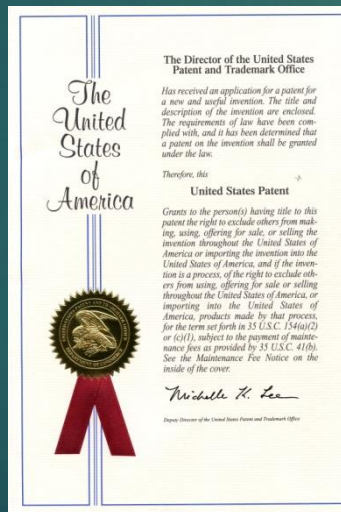 The
United
States
of
America
The Director of the United States
Patent and Trademark Office
Has received an application for a patent for
a new and useful invention. The title and
description of the invention are enclosed.
The requirements of law have been com-
plied with, and it has been determined that
a patent on the invention shall be granted
under the law.
Therefore, this
United States Patent
Grants to the person(s) having title to this
patent the right to exclude others from mak-
ing, using, offering for sale, or selling the
invention throughout the United States of
America or importing the invention into the
United States of America, and if the inven-
tion is a process, of the right to exclude oth-
ers from using, offering for sale or selling
throughout the United States of America, or
importing into the United States of
America, products made by that process,
for the term set forth in 35 U.S.C. 154(a)(2)
or (c)(1), subject to the payment of mainte-
nance fees as provided by 35 U.S.C. 41(b).
See the Maintenance Fee Notice on the
inside of the cover.
Michelle K. Lee
Deputy Director of the United States Patent and Trademark Office